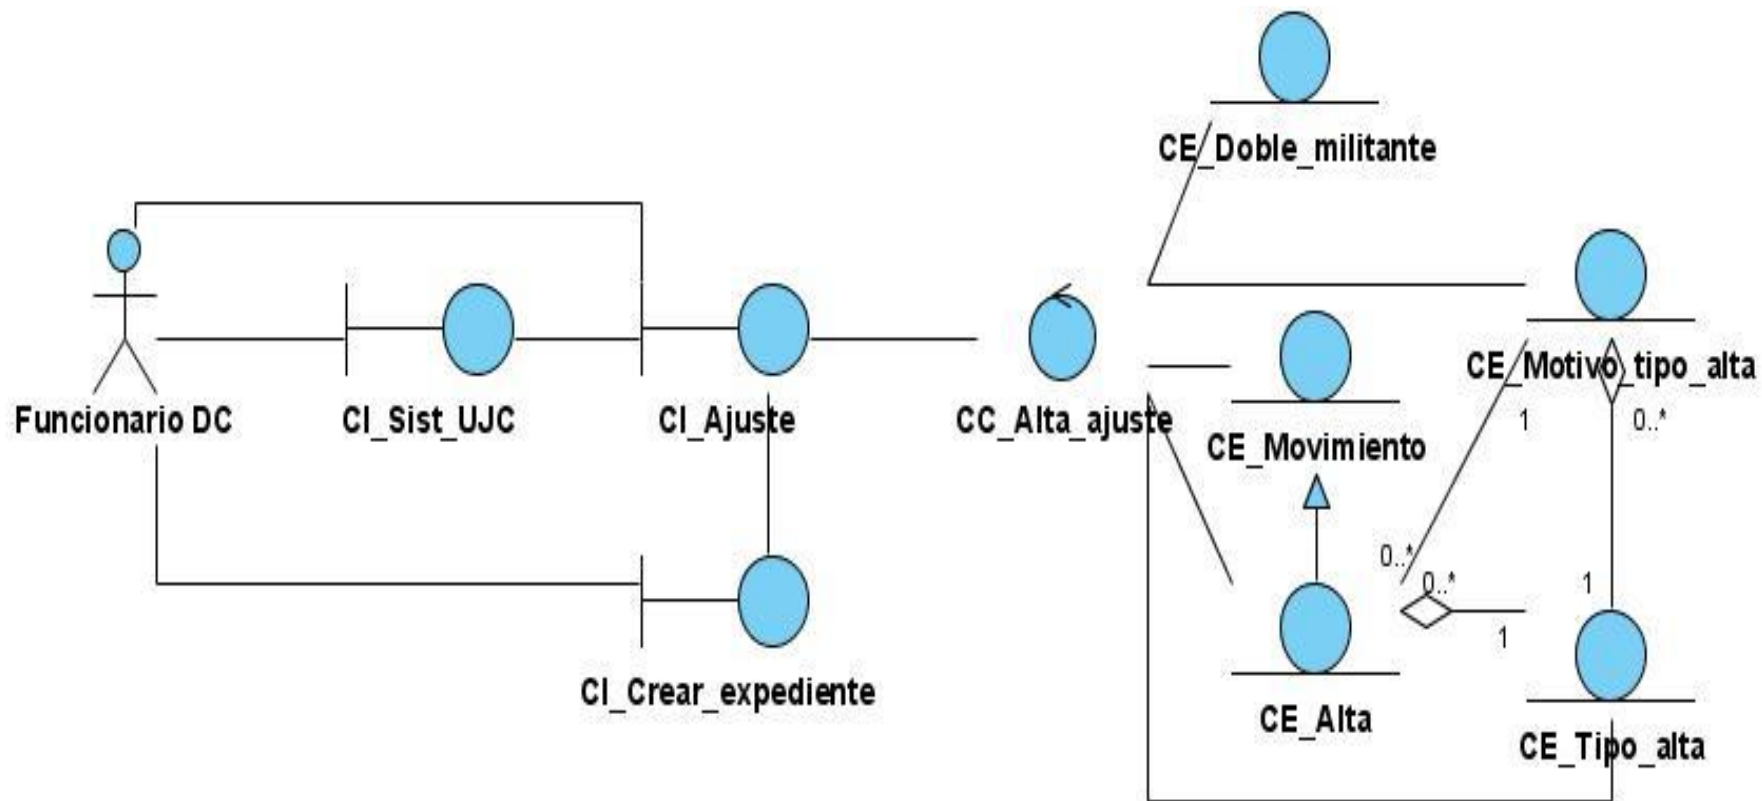 CE_Doble_militante
CE_Motivo_tipo_alta
Funcionario DC
CI_Sist_UJC
CI_Ajuste
CC_Alta_ajuste
CE_Movimiento
1
0..*
0..*
0..*
1
1
CI_Crear_expediente
CE_Alta
CE_Tipo_alta